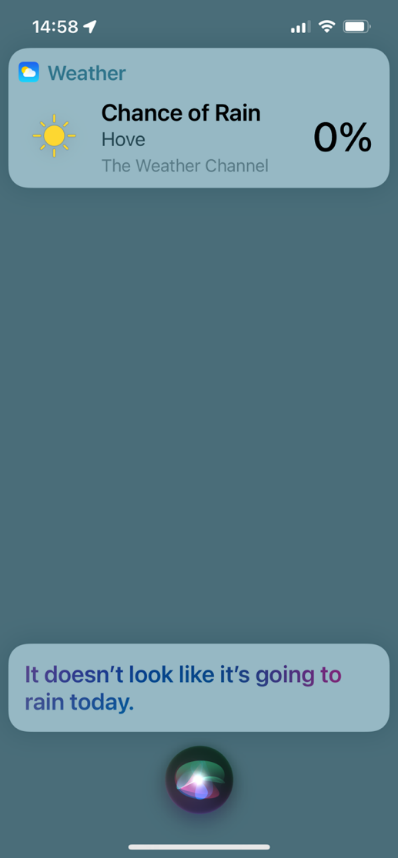 14:58
Weather
Chance of Rain
Hove
0%
The Weather Channel
It doesn't look like it's going to
rain today.